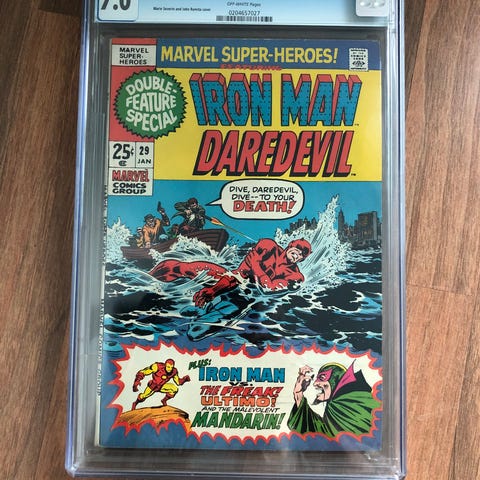 7.0
OFF-WHITE Pages
Marie Severin and John Romita cover
0204657027
MARVEL
SUPER-
HEROES
MARVEL SUPER-HEROES!
FEATURING
DOUBLE-
FEATURE
SPECIAL
IRON MAN
DAREDEVIL
25¢
29
JAN
MARVEL
COMICS
GROUP
DIVE, DAREDEVIL,
DIVE--TO YOUR
DEATH!
PLUS:
IRON MAN
VS.
THE FREAK!
ULTIMO!
AND THE MALEVOLENT
MANDARIN!